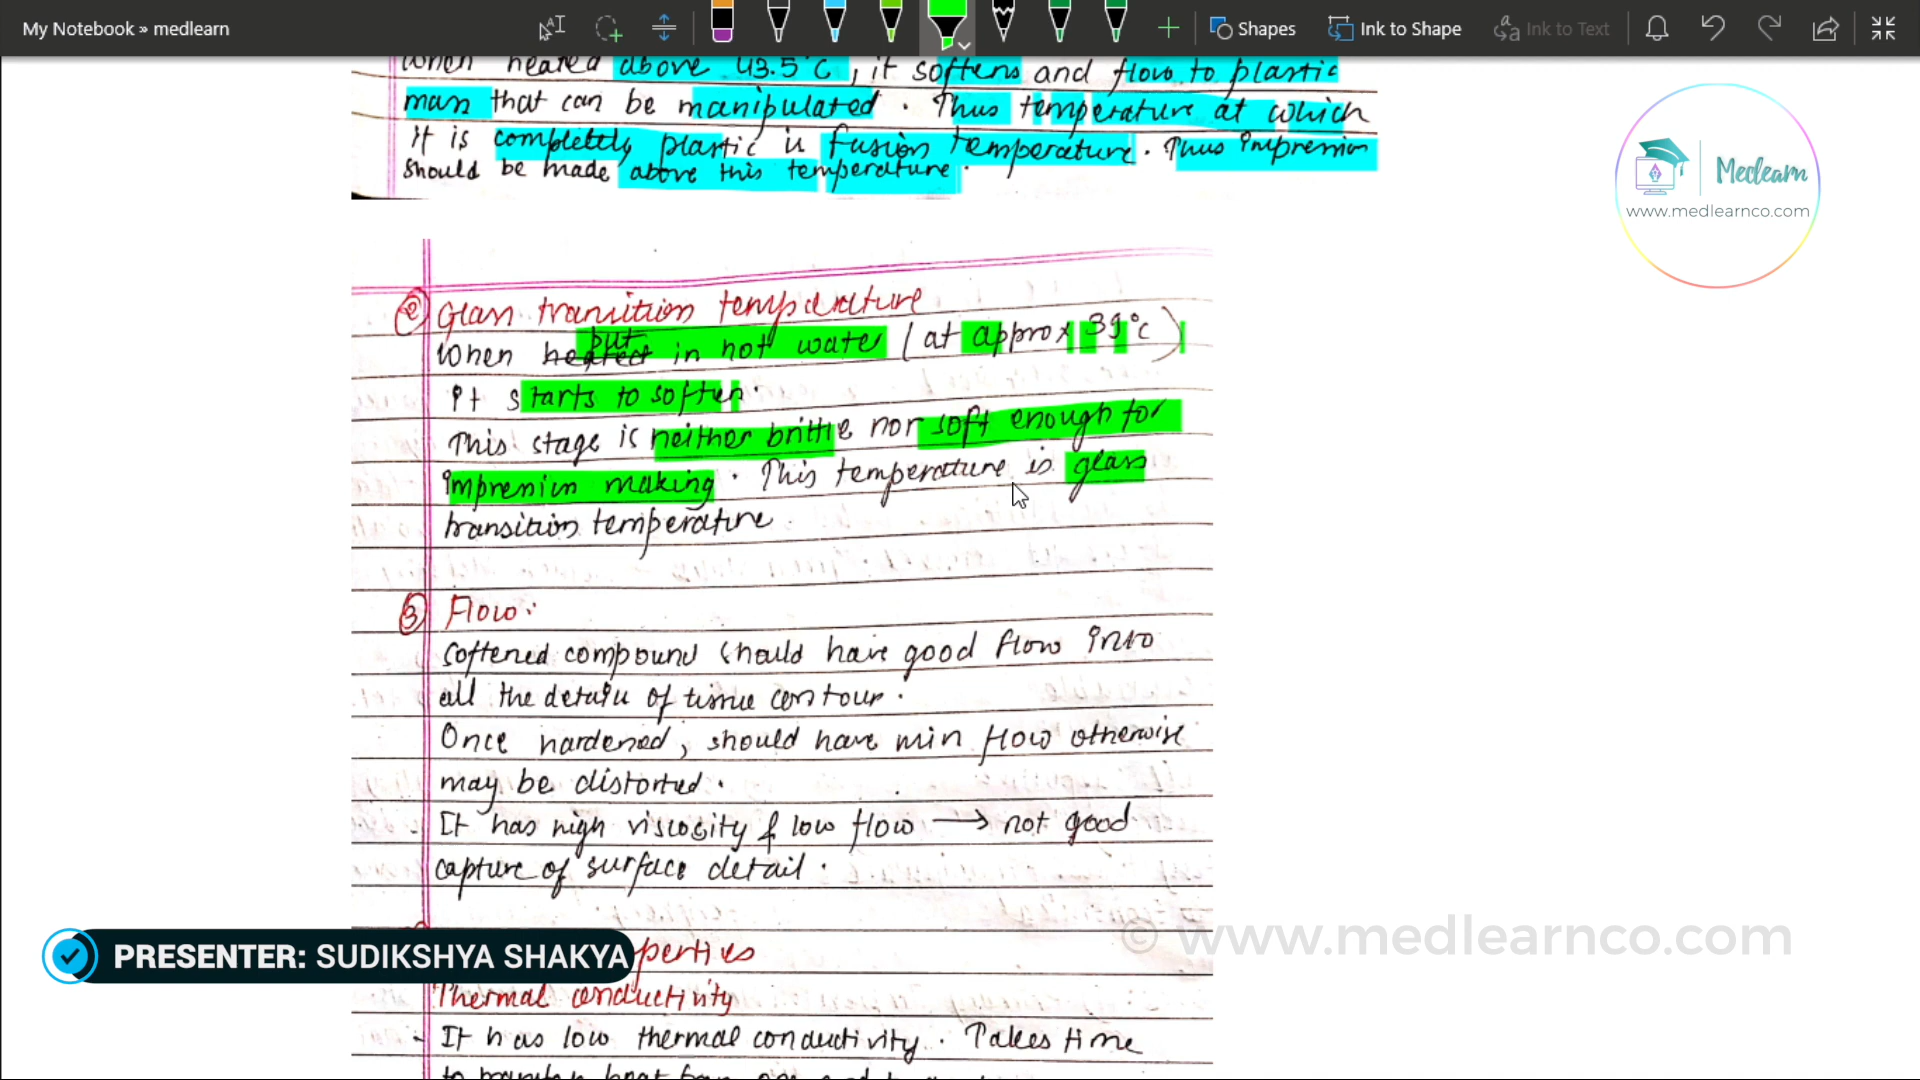 My Notebook » medlearn
Shapes
Ink to Shape
Ink to Text
When heated above 43.5°C, it softens and flow to plastic
mass that can be manipulated. Thus temperature at which
it is completely plastic is fusion temperature. Thus impression
should be made above this temperature.
Medlearn
www.medlearnco.com
② Glass transition temperature
When put in hot water (at approx 39°C)
it starts to soften.
This stage is neither brittle nor soft enough for
impression making. This temperature is glass
transition temperature.
③ Flow:
Softened compound should have good flow into
all the details of tissue contour.
Once hardened, should have min flow otherwise
may be distorted.
- It has high viscosity & low flow → not good
capture of surface detail.
© www.medlearnco.com
PRESENTER: SUDIKSHYA SHAKYA
perties
Thermal conductivity
- It has low thermal conductivity. Takes time